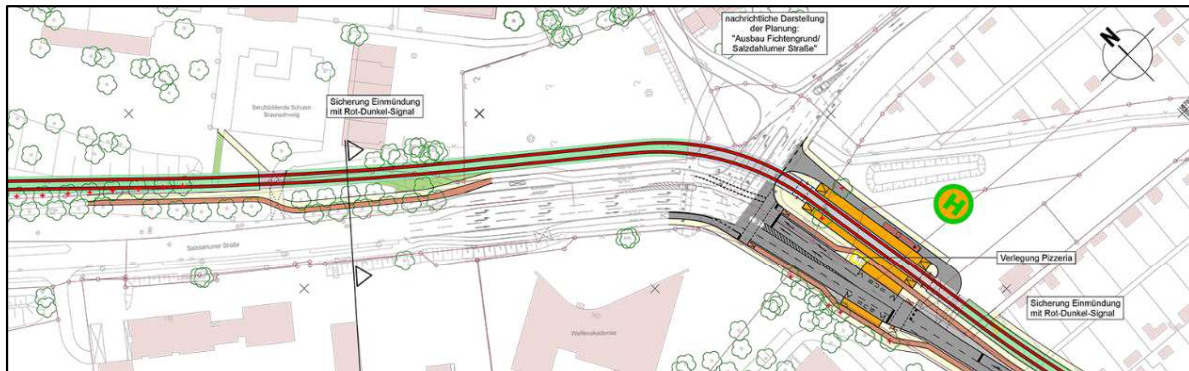 nachrichtliche Darstellung
der Planung:
"Ausbau Fichtengrund/
Salzdahlumer Straße"
N
Berufsbildende Schulen
Braunschweig
Sicherung Einmündung
mit Rot-Dunkel-Signal
H
Salzdahlumer Straße
Verlegung Pizzeria
Sicherung Einmündung
mit Rot-Dunkel-Signal